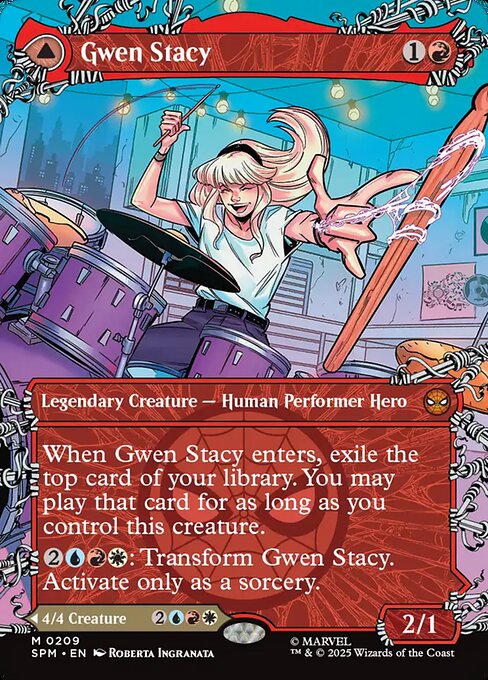 Gwen Stacy
1
Legendary Creature — Human Performer Hero
When Gwen Stacy enters, exile the
top card of your library. You may
play that card for as long as you
control this creature.
2: Transform Gwen Stacy.
Activate only as a sorcery.
4/4 Creature 2
2/1
M 0209
SPM • EN Roberta Ingranata
© MARVEL
™ & © 2025 Wizards of the Coast